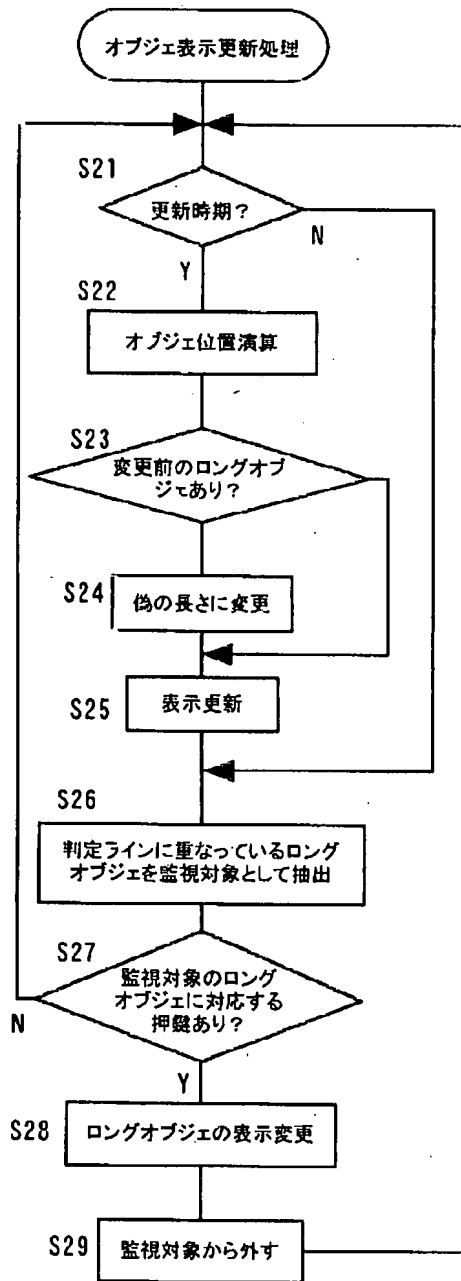 オブジェ表示更新処理
S21
更新時期？
N
Y
S22
オブジェ位置演算
S23
変更前のロングオブ
ジェあり？
S24
偽の長さに変更
表示更新
S25
S26
判定ラインに重なっているロング
オブジェを監視対象として抽出
S27
監視対象のロング
オブジェに対応する
押鍵あり？
N
Y
S28
ロングオブジェの表示変更
S29
監視対象から外す